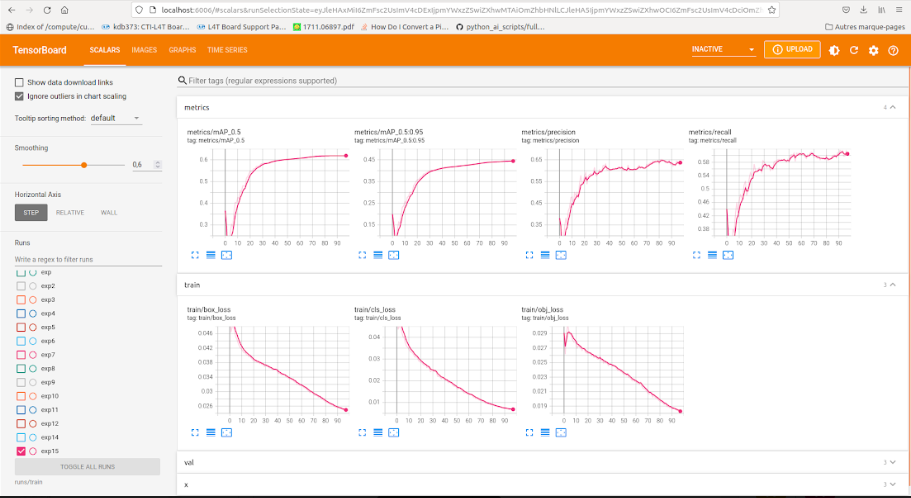 localhost:6006/#scalars&runSelectionState=
Index of /compute/cu...
kdb373: CTI-L4T Boar...
L4T Board Support Pa...
1711.06897.pdf
How Do I Convert a Pi...
python_ai_scripts/full...
Autres marque-pages
TensorBoard
SCALARS
IMAGES
GRAPHS
TIME SERIES
INACTIVE
UPLOAD
Show data download links
Ignore outliers in chart scaling
Tooltip sorting method: default
Smoothing
0,6
Horizontal Axis
STEP
RELATIVE
WALL
Runs
Write a regex to filter runs
exp
exp2
exp3
exp4
exp5
exp6
exp7
exp8
exp9
exp10
exp11
exp12
exp14
exp15
TOGGLE ALL RUNS
runs/train
Filter tags (regular expressions supported)
metrics
4
metrics/mAP_0.5
tag: metrics/mAP_0.5
0.6
0.5
0.4
0.3
0 10 20 30 40 50 60 70 80 90
metrics/mAP_0.5:0.95
tag: metrics/mAP_0.5:0.95
0.45
0.35
0.25
0.15
0 10 20 30 40 50 60 70 80 90
metrics/precision
tag: metrics/precision
0.65
0.55
0.45
0.35
0 10 20 30 40 50 60 70 80 90
metrics/recall
tag: metrics/recall
0.58
0.54
0.5
0.46
0.42
0.38
0 10 20 30 40 50 60 70 80 90
train
3
train/box_loss
tag: train/box_loss
0.046
0.042
0.038
0.034
0.03
0.026
0 10 20 30 40 50 60 70 80 90
train/cls_loss
tag: train/cls_loss
0.04
0.03
0.02
0.01
0 10 20 30 40 50 60 70 80 90
train/obj_loss
tag: train/obj_loss
0.029
0.027
0.025
0.023
0.021
0.019
0 10 20 30 40 50 60 70 80 90
val
3
x
3